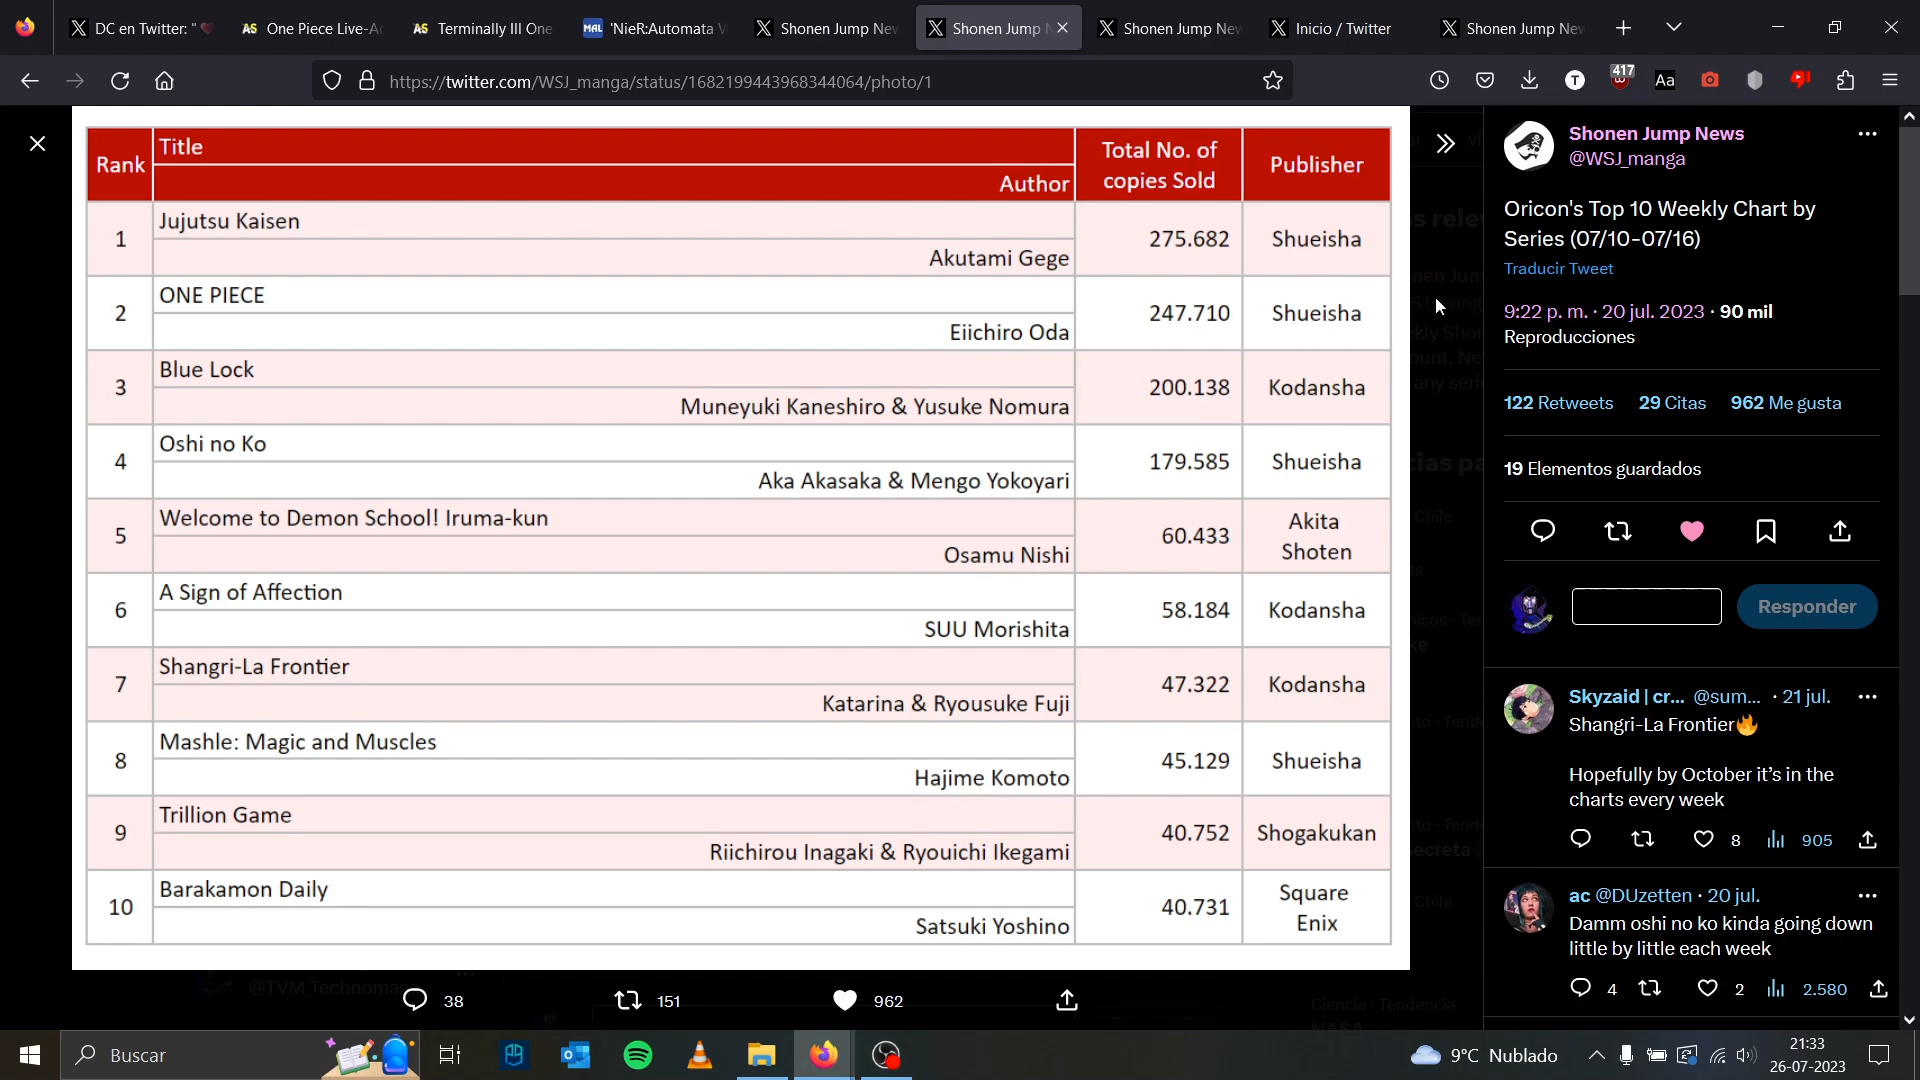 DC en Twitter: "
One Piece Live-Ac
Terminally Ill One
'NieR:Automata V
Shonen Jump Nev
Shonen Jump N
Shonen Jump New
Inicio / Twitter
Shonen Jump Nev
https://twitter.com/WSJ_manga/status/1682199443968344064/photo/1
417
Rank
Title
Author
Total No. of
copies Sold
Publisher
1
Jujutsu Kaisen
Akutami Gege
275.682
Shueisha
2
ONE PIECE
Eiichiro Oda
247.710
Shueisha
3
Blue Lock
Muneyuki Kaneshiro & Yusuke Nomura
200.138
Kodansha
4
Oshi no Ko
Aka Akasaka & Mengo Yokoyari
179.585
Shueisha
5
Welcome to Demon School! Iruma-kun
Osamu Nishi
60.433
Akita
Shoten
6
A Sign of Affection
SUU Morishita
58.184
Kodansha
7
Shangri-La Frontier
Katarina & Ryousuke Fuji
47.322
Kodansha
8
Mashle: Magic and Muscles
Hajime Komoto
45.129
Shueisha
9
Trillion Game
Riichirou Inagaki & Ryouichi Ikegami
40.752
Shogakukan
10
Barakamon Daily
Satsuki Yoshino
40.731
Square
Enix
38
151
962
Shonen Jump News
@WSJ_manga
Oricon's Top 10 Weekly Chart by
Series (07/10-07/16)
Traducir Tweet
9:22 p. m. · 20 jul. 2023 · 90 mil
Reproducciones
122 Retweets 29 Citas 962 Me gusta
19 Elementos guardados
Responder
Skyzaid | cr... @sum... · 21 jul.
Shangri-La Frontier
Hopefully by October it's in the
charts every week
8
905
ac @DUzetten · 20 jul.
Damm oshi no ko kinda going down
little by little each week
4
2
2.580
Buscar
9°C Nublado
21:33
26-07-2023